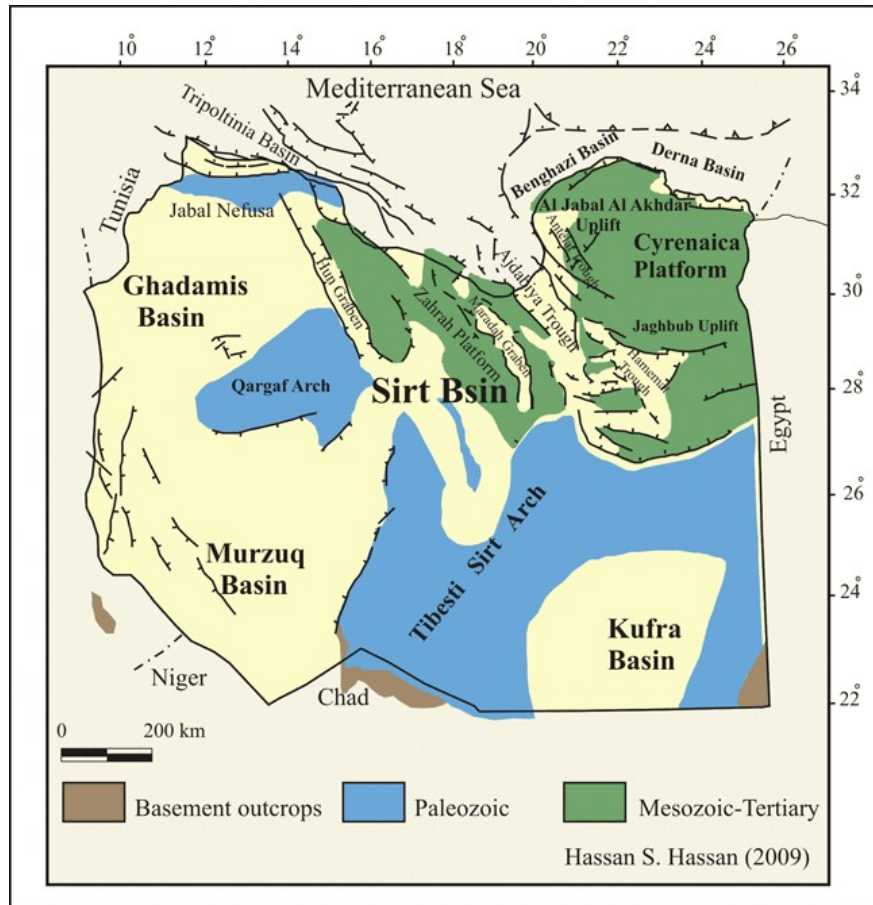 10° 12° 14° 16° 18° 20° 22° 24° 26°
34°
Mediterranean Sea
Tripoltinia Basin
Benghazi Basin
Derna Basin
Tunisia
32°
Jabal Nefusa
Al Jabal Al Akhdar
Uplift
Cyrenaica
Platform
Ghadamis
Basin
Hun Graben
Ajdabiya Trough
30°
Zahrah Platform
Maradah Graben
Jaghbub Uplift
Trough
Qargaf Arch
Sirt Bsin
28°
Egypt
26°
Murzuq
Basin
Tibesti Sirt Arch
24°
Kufra
Basin
Niger
Chad
22°
0 200 km
Basement outcrops
Paleozoic
Mesozoic-Tertiary
Hassan S. Hassan (2009)